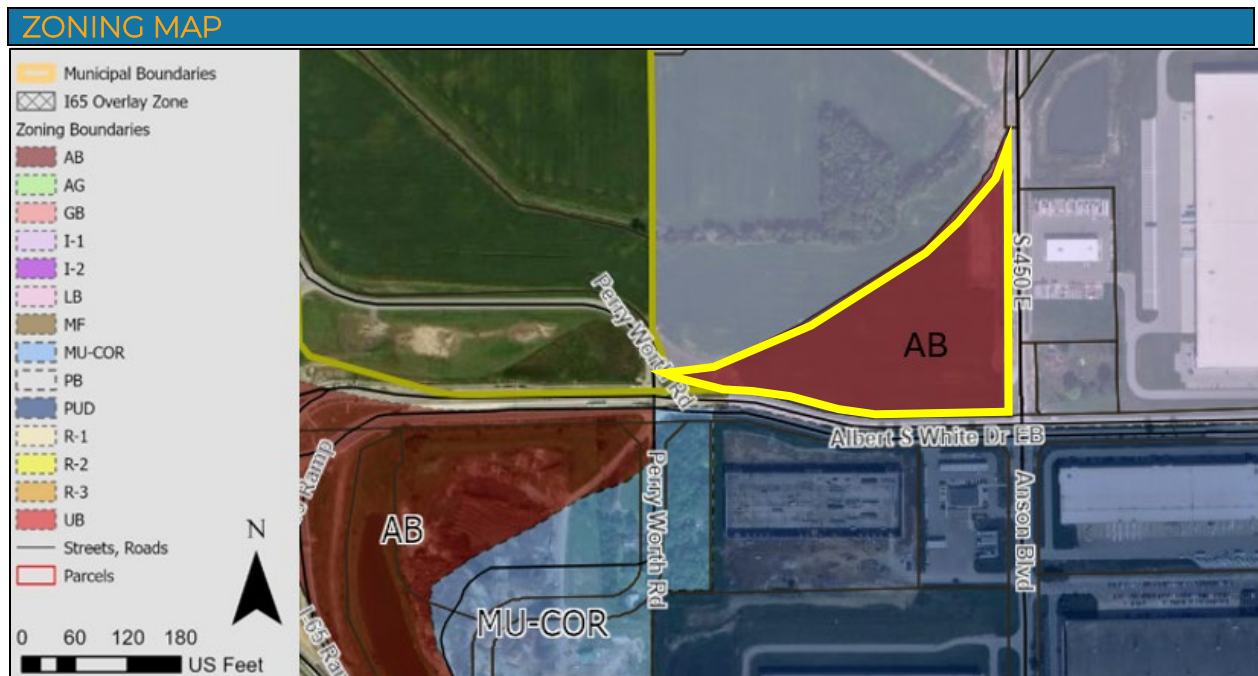 ZONING MAP
Municipal Boundaries
I65 Overlay Zone
Zoning Boundaries
AB
AG
GB
I-1
I-2
LB
MF
MU-COR
PB
PUD
R-1
R-2
R-3
UB
Streets, Roads
Parcels
N
0 60 120 180
US Feet
Perry Worth Rd
S 450 E
AB
Albert S White Dr EB
Ramp
AB
Perry Worth Rd
Anson Blvd
MU-COR
I-65